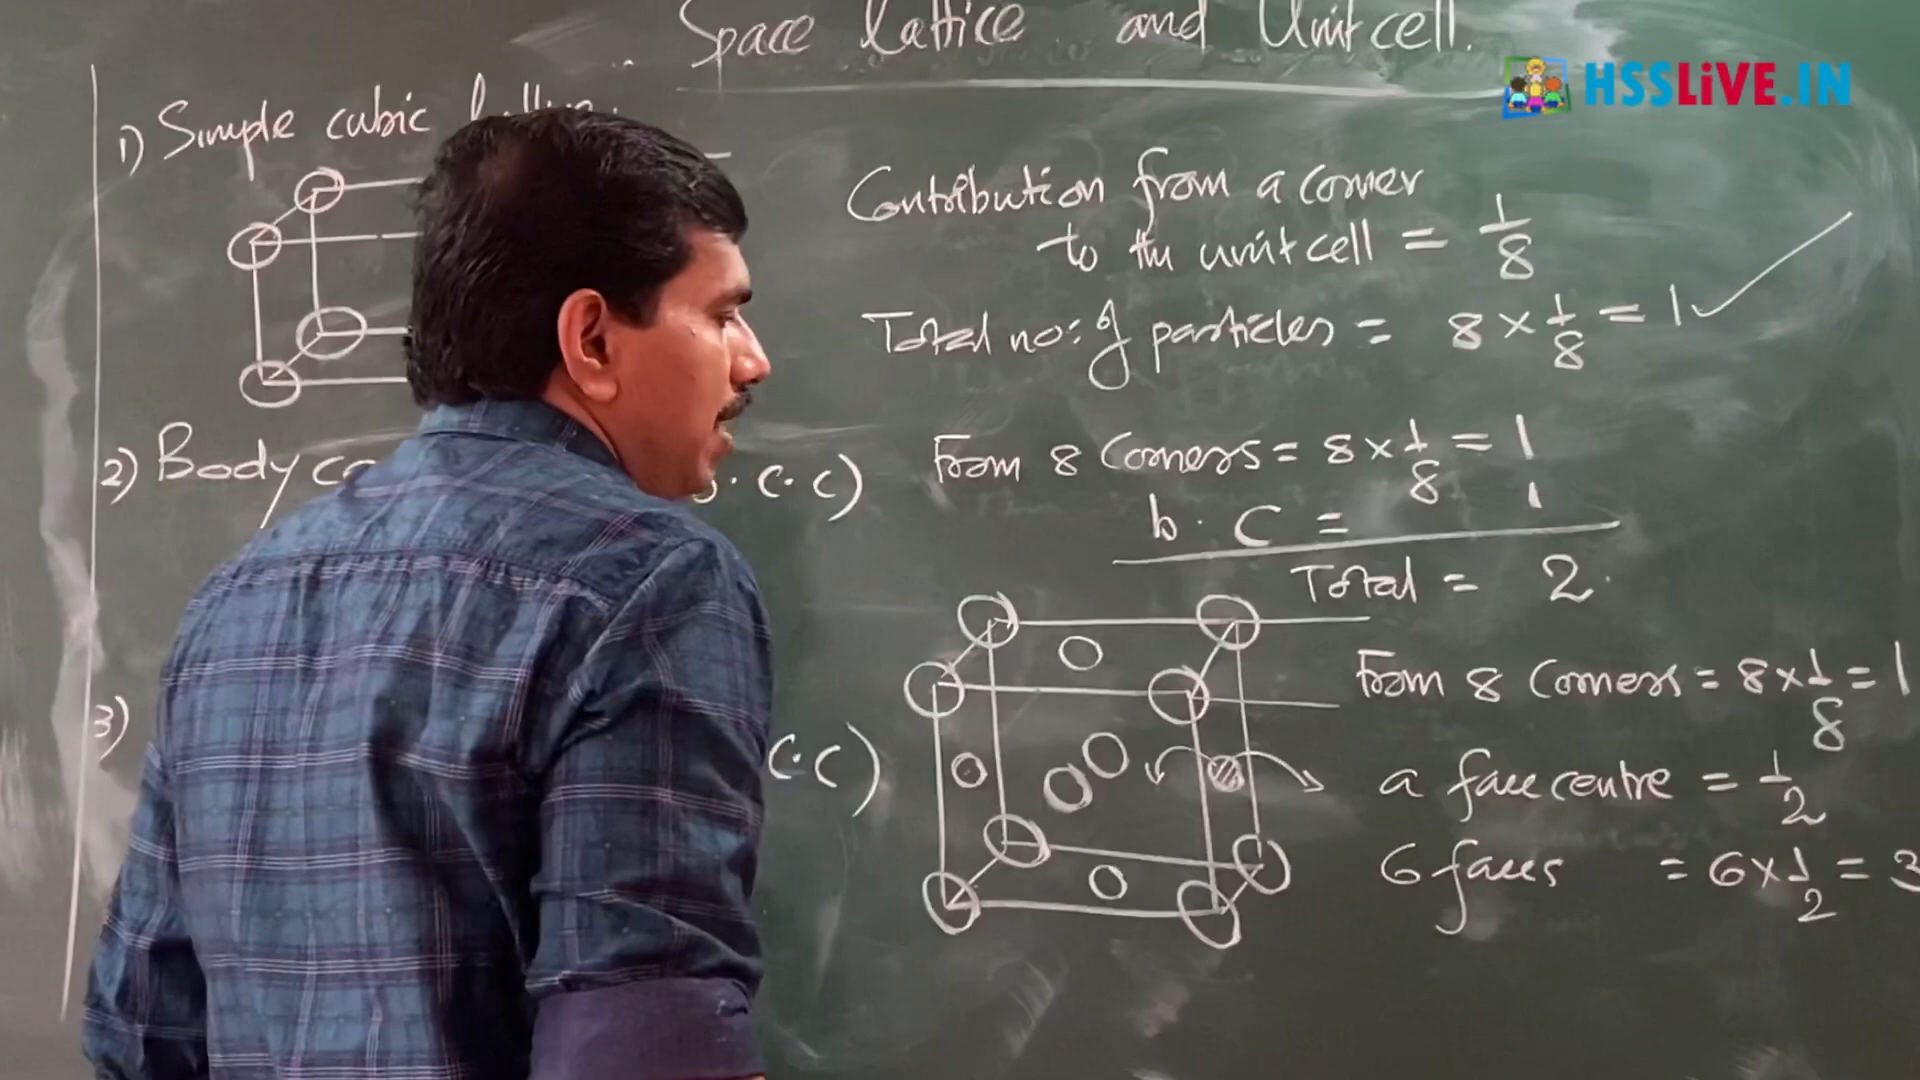 Space lattice and Unit cell.
HSSLiVE.IN
1) Simple cubic
Contribution from a corner
to the unit cell = 1/8
Total no: of particles = 8 × 1/8 = 1 ✓
2) Body c.c)
From 8 Corners = 8 × 1/8 = 1
b.c = 1
Total = 2.
3) c.c)
From 8 Corners = 8 × 1/8 = 1
a face centre = 1/2
6 faces = 6 × 1/2 = 3